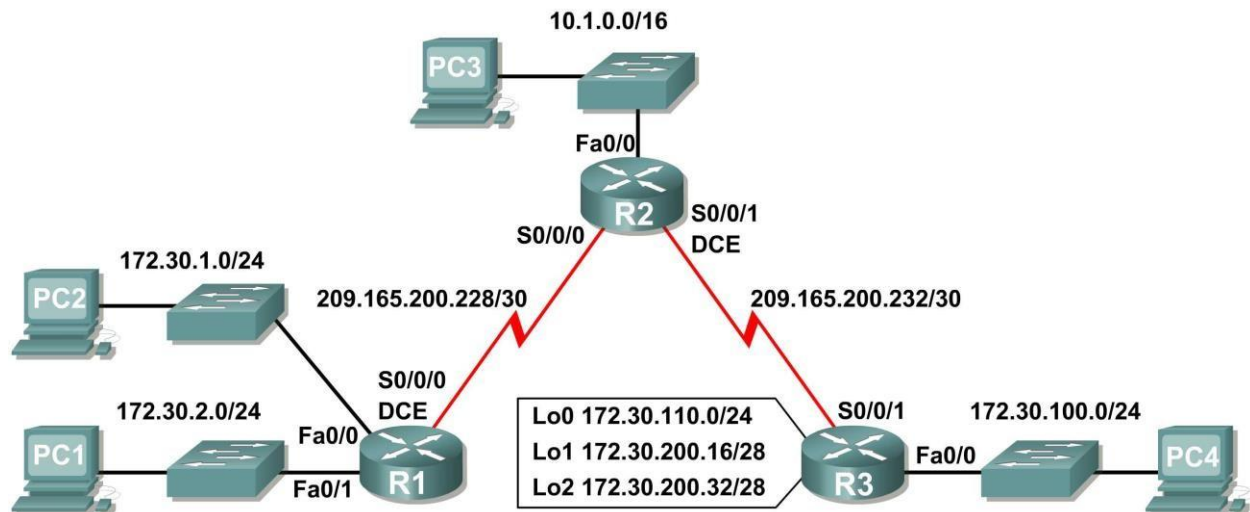 10.1.0.0/16
PC3
Fa0/0
R2
S0/0/1
DCE
S0/0/0
172.30.1.0/24
PC2
209.165.200.228/30
209.165.200.232/30
S0/0/0
DCE
172.30.2.0/24
Fa0/0
PC1
Fa0/1
R1
Lo0 172.30.110.0/24
Lo1 172.30.200.16/28
Lo2 172.30.200.32/28
S0/0/1
172.30.100.0/24
Fa0/0
R3
PC4